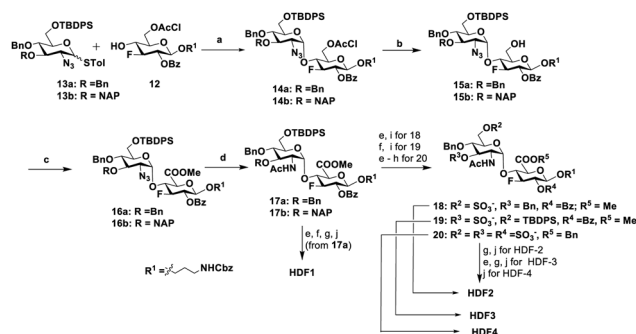 OTBDPS
BnO
RO
N3
STol
13a: R =Bn
13b: R = NAP
+
OAcCl
HO
F
OR1
OBz
12
a
OTBDPS
BnO
RO
N3
OAcCl
O
F
OR1
OBz
14a: R =Bn
14b: R = NAP
b
OTBDPS
BnO
RO
N3
OH
O
F
OR1
OBz
15a: R =Bn
15b: R = NAP
c
OTBDPS
BnO
RO
N3
COOMe
O
F
OR1
OBz
16a: R =Bn
16b: R = NAP
d
OTBDPS
BnO
RO
AcHN
COOMe
O
F
OR1
OBz
17a: R =Bn
17b: R = NAP
e, i for 18
f, i for 19
e - h for 20
OR2
BnO
R3O
AcHN
COOR5
O
F
OR1
OR4
18: R2 = SO3-, R3 = Bn, R4 = Bz; R5 = Me
19: R3 = SO3-, R2 = TBDPS, R4 =Bz, R5 = Me
20: R2 = R3 = R4 =SO3-, R5 = Bn
e, f, g, j
(from 17a)
HDF1
g, j for HDF-2
e, g, j for HDF-3
j for HDF-4
R1 =
NHCbz
HDF2
HDF3
HDF4